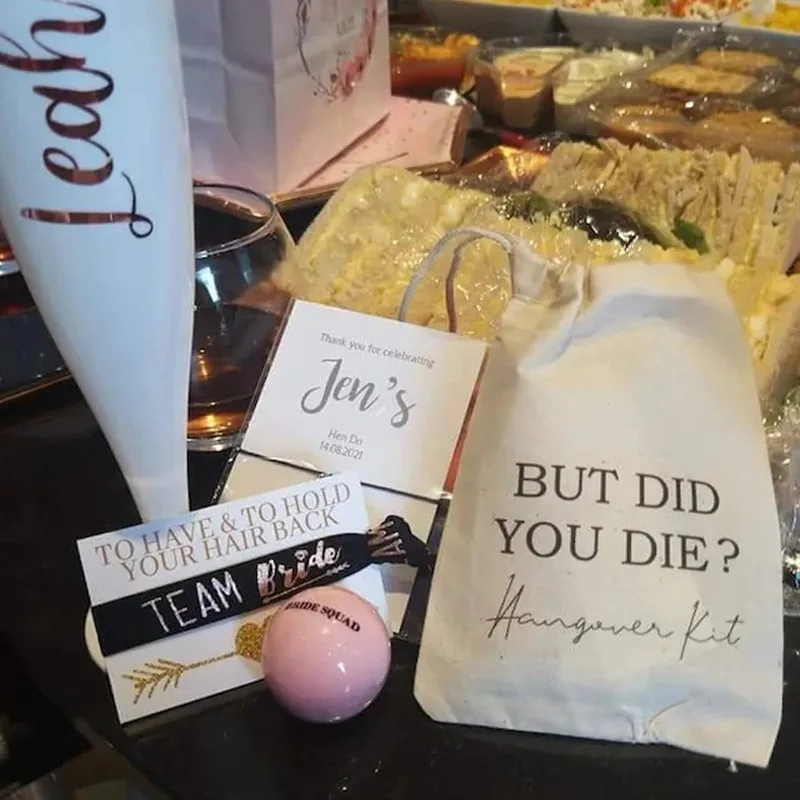 Leah
Thank you for celebrating
Jen's
Hen Do
14.08.2021
TO HAVE & TO HOLD
YOUR HAIR BACK
TEAM Bride
AM
BRIDE SQUAD
BUT DID
YOU DIE?
Hangover Kit